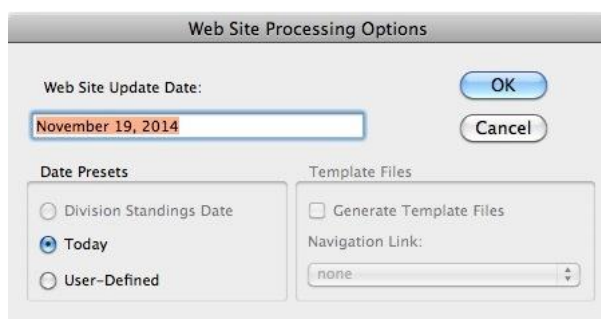 Web Site Processing Options
Web Site Update Date:
OK
November 19, 2014
Cancel
Date Presets
Template Files
Division Standings Date
Generate Template Files
Today
Navigation Link:
User-Defined
none